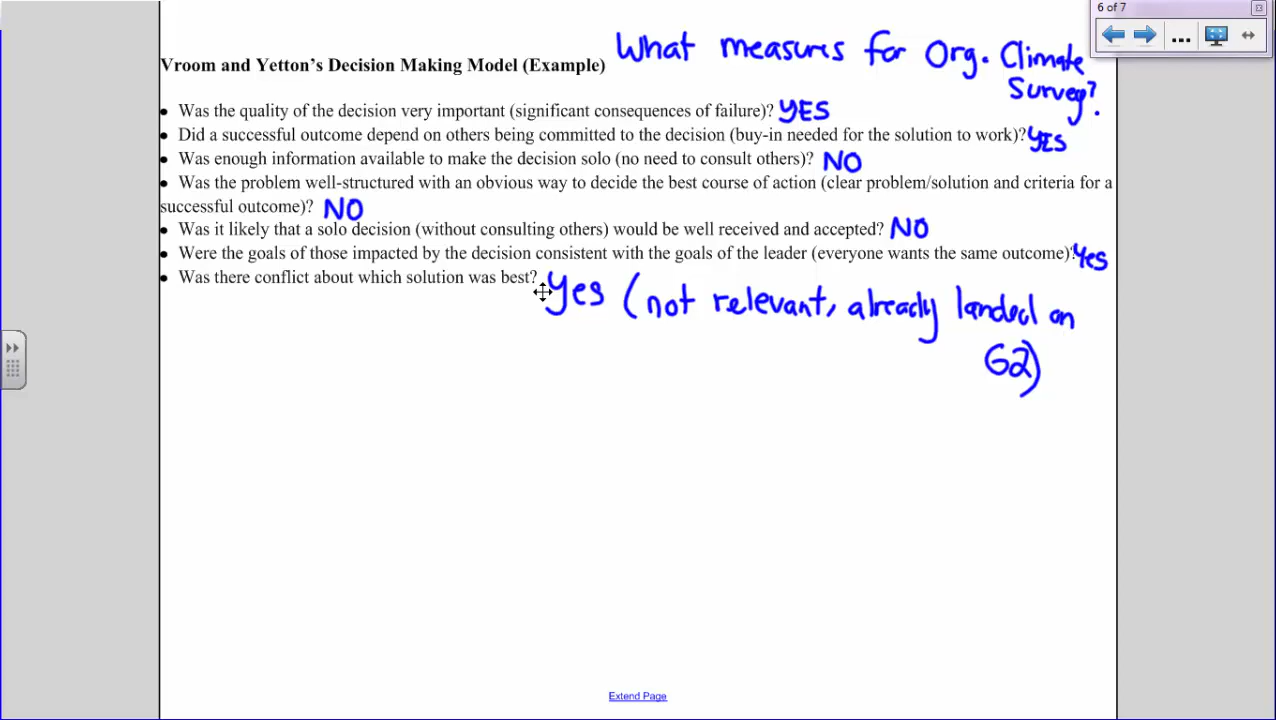 6 of 7
What measures for Org. Climate
Survey?
Vroom and Yetton's Decision Making Model (Example)
• Was the quality of the decision very important (significant consequences of failure)? YES
• Did a successful outcome depend on others being committed to the decision (buy-in needed for the solution to work)? YES
• Was enough information available to make the decision solo (no need to consult others)? NO
• Was the problem well-structured with an obvious way to decide the best course of action (clear problem/solution and criteria for a
successful outcome)? NO
• Was it likely that a solo decision (without consulting others) would be well received and accepted? NO
• Were the goals of those impacted by the decision consistent with the goals of the leader (everyone wants the same outcome)? Yes
• Was there conflict about which solution was best? Yes (not relevant, already landed on
G2)
Extend Page